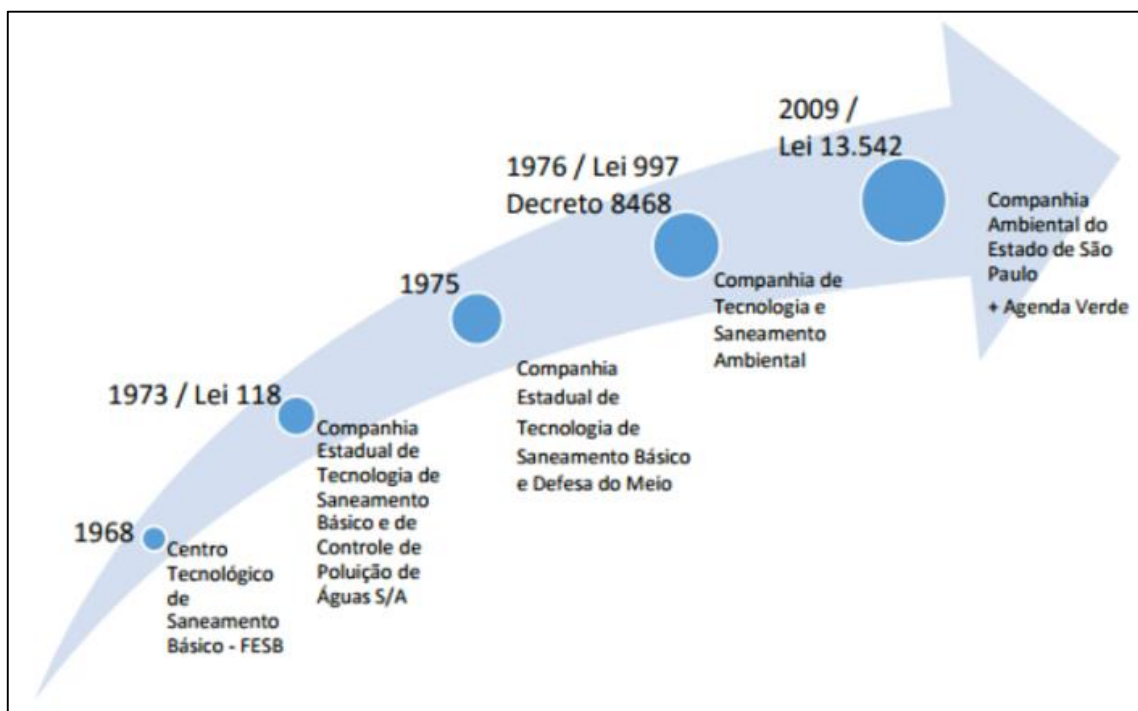 1968
Centro
Tecnológico
de
Saneamento
Básico - FESB
1973 / Lei 118
Companhia
Estadual de
Tecnologia de
Saneamento
Básico e de
Controle de
Poluição de
Águas S/A
1975
Companhia
Estadual de
Tecnologia de
Saneamento Básico
e Defesa do Meio
1976 / Lei 997
Decreto 8468
Companhia de
Tecnologia e
Saneamento
Ambiental
2009 /
Lei 13.542
Companhia
Ambiental do
Estado de São
Paulo
+ Agenda Verde